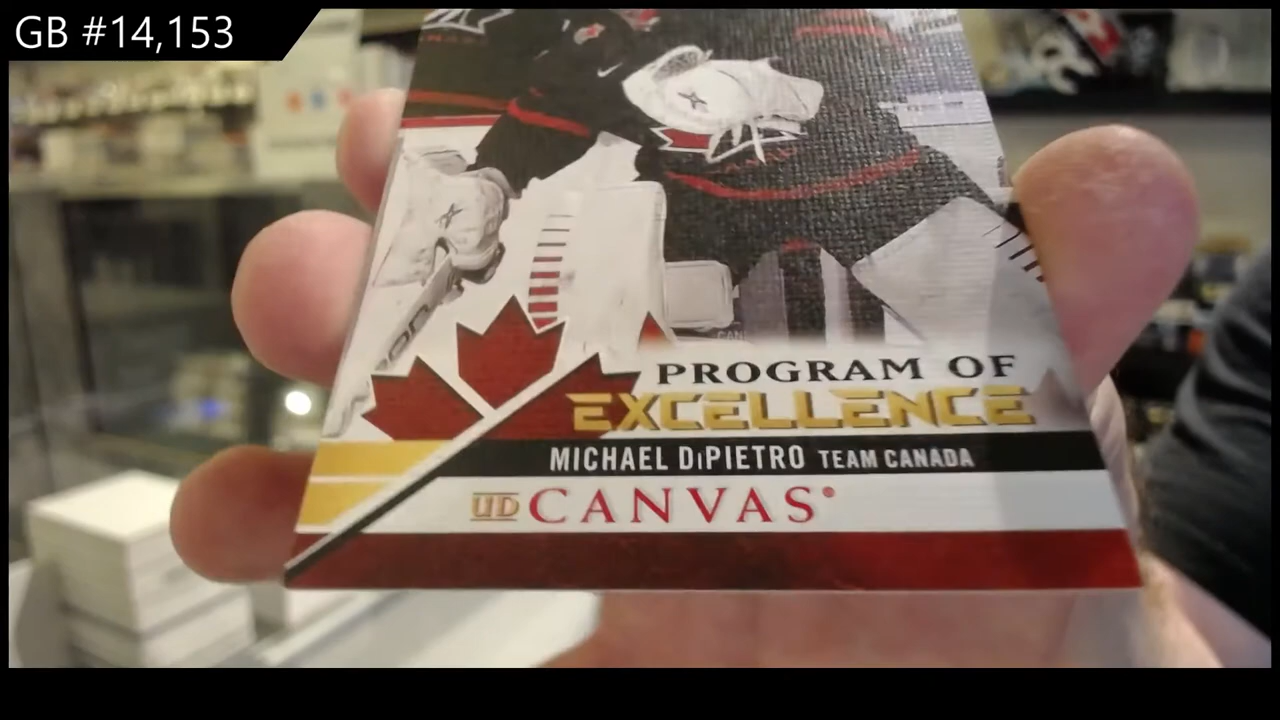 GB #14,153
PROGRAM OF
EXCELLENCE
MICHAEL DiPIETRO TEAM CANADA
UD CANVAS